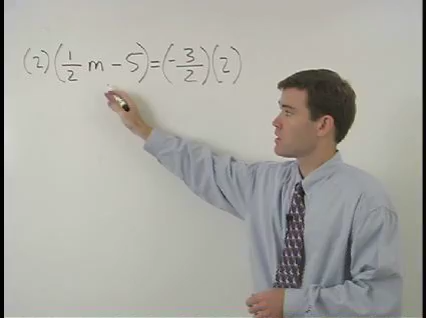 (2)(1/2 m - 5) = (-3/2)(2)